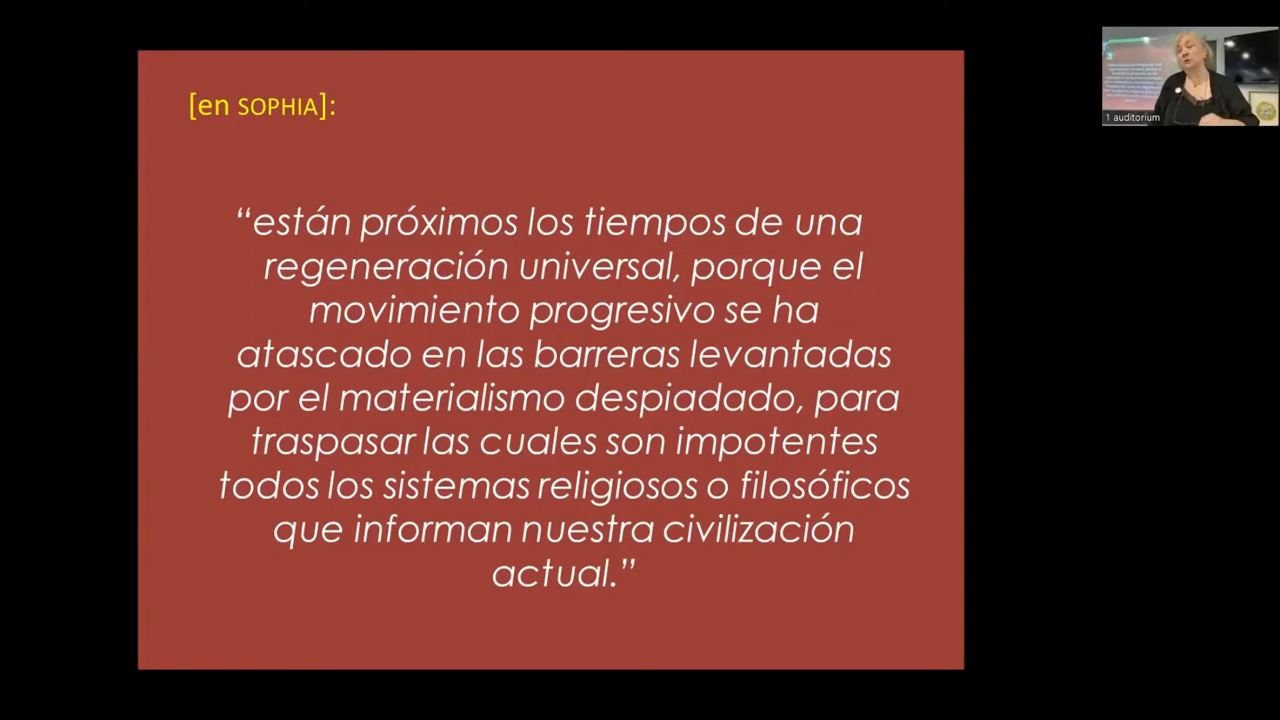 [en SOPHIA]:
“están próximos los tiempos de una
regeneración universal, porque el
movimiento progresivo se ha
atascado en las barreras levantadas
por el materialismo despiadado, para
traspasar las cuales son impotentes
todos los sistemas religiosos o filosóficos
que informan nuestra civilización
actual.”
1 auditorium